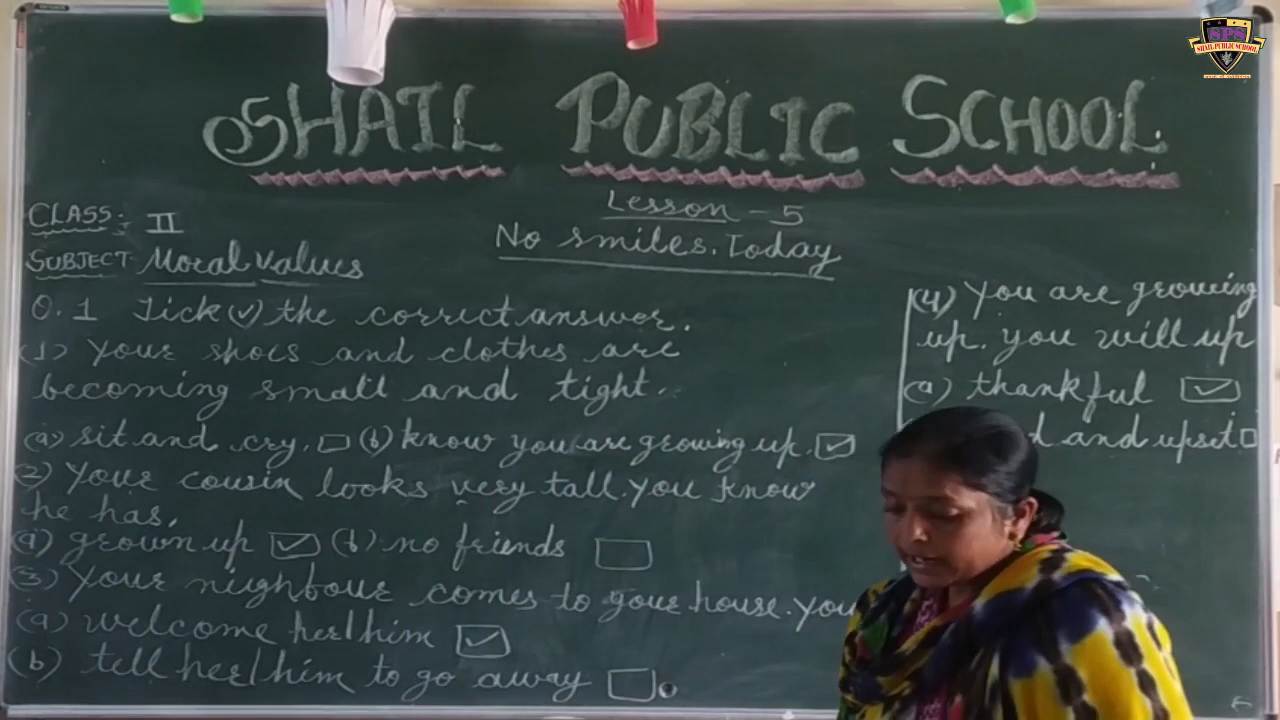 SHAIL PUBLIC SCHOOL
SPS
SHAIL PUBLIC SCHOOL
CLASS: II
SUBJECT Moral Values
Lesson - 5
No smiles. Today
Q. 1 Tick (✓) the correct answer.
(1) Your shoes and clothes are
becoming small and tight.
(a) sit and cry. ☐ (b) know you are growing up. ☑
(2) Your cousin looks very tall. you know
he has.
(a) grown up ☑ (b) no friends ☐
(3) Your neighbour comes to your house. you
(a) welcome her/him ☑
(b) tell her/him to go away ☐
(4) You are growing
up. you will up
(a) thankful ☑
and upset ☐